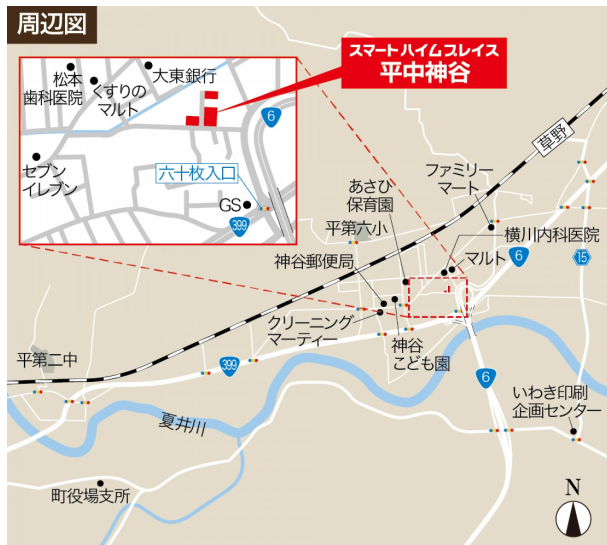 周辺図
スマートハイムプレイス
平中神谷
松本
歯科医院
くすりの
マルト
大東銀行
6
セブン
イレブン
六十枚入口
GS
399
草野
ファミリー
マート
あさひ
保育園
平第六小
横川内科医院
マルト
6
15
神谷郵便局
クリーニング
マーティー
神谷
こども園
平第二中
399
6
夏井川
いわき印刷
企画センター
町役場支所
N